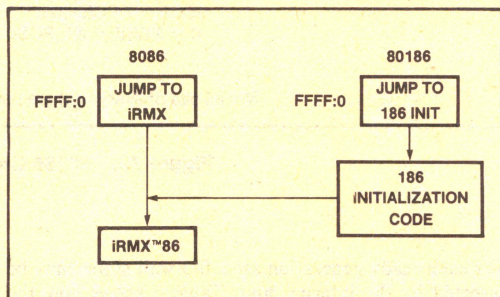 8086
80186
FFFF:0
JUMP TO
iRMX
FFFF:0
JUMP TO
186 INIT
186
INITIALIZATION
CODE
iRMX™86